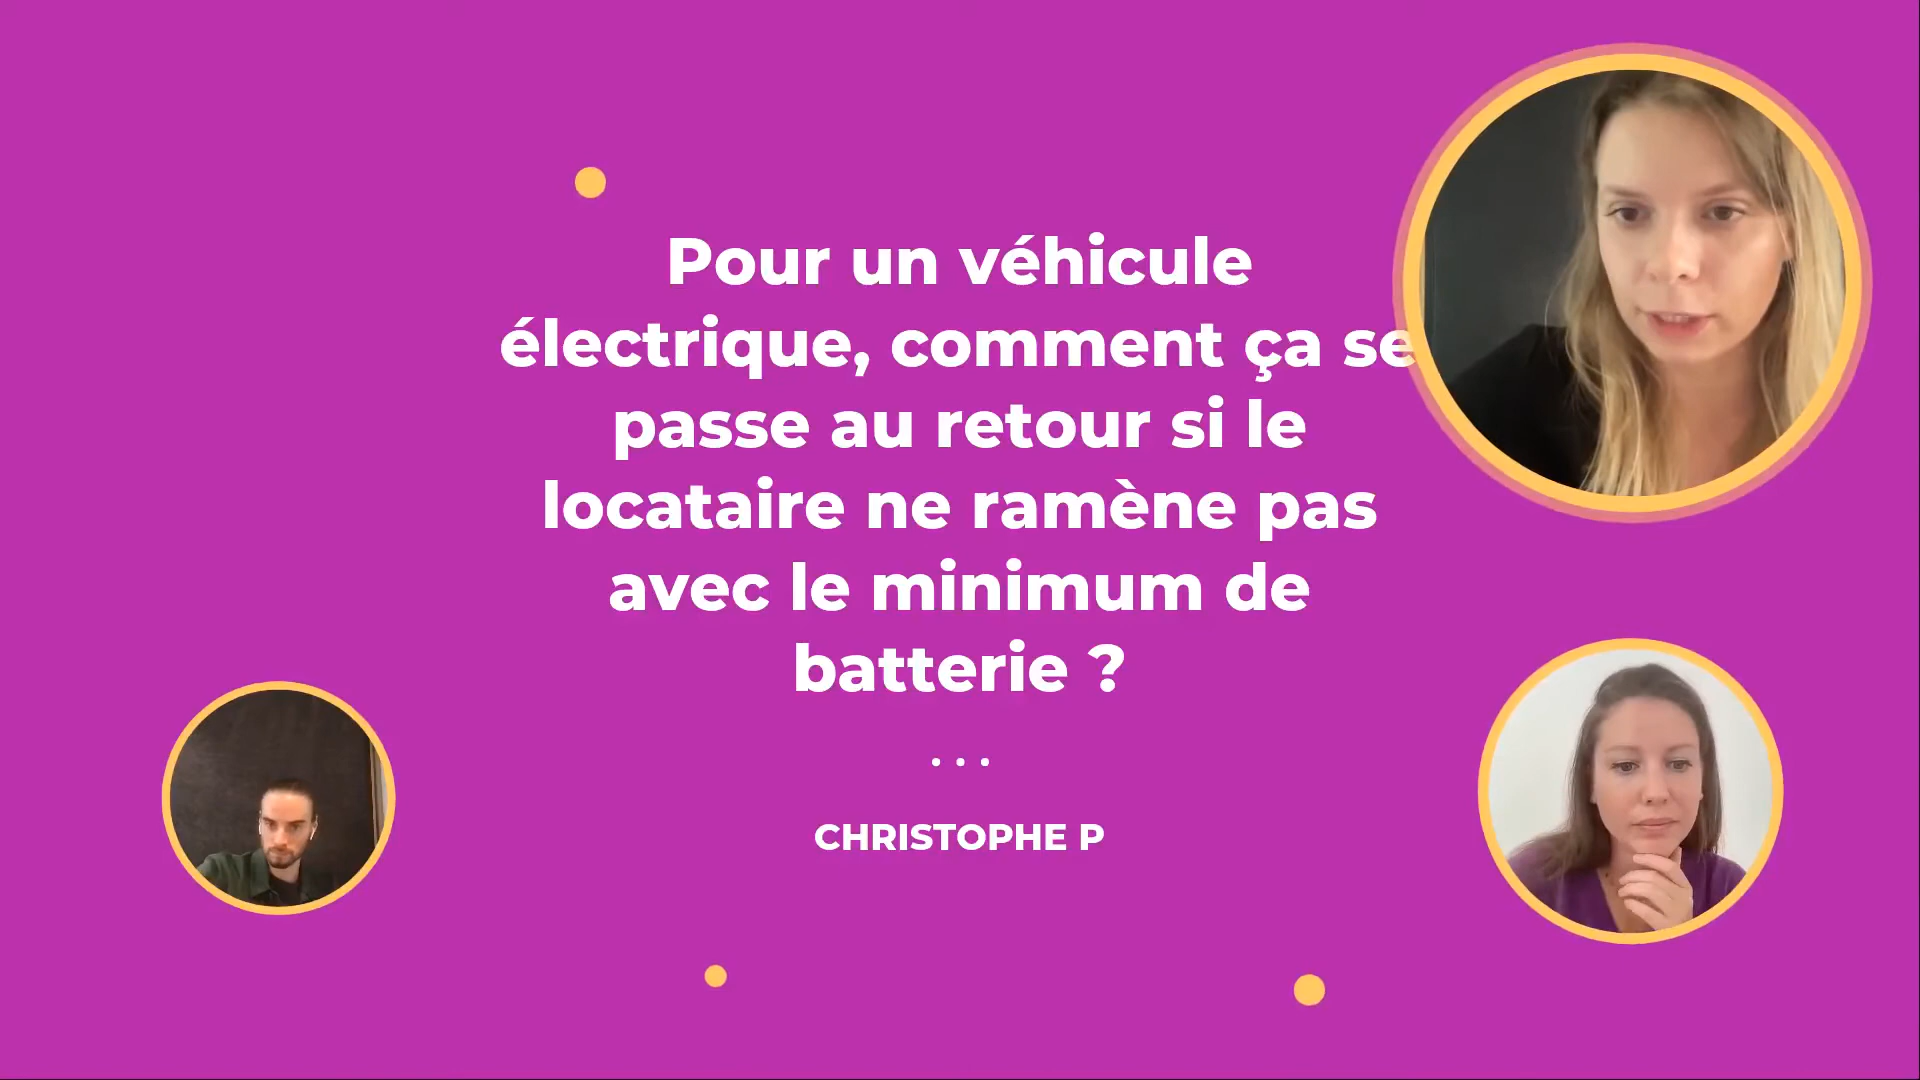 Pour un véhicule
électrique, comment ça se
passe au retour si le
locataire ne ramène pas
avec le minimum de
batterie ?
...
CHRISTOPHE P